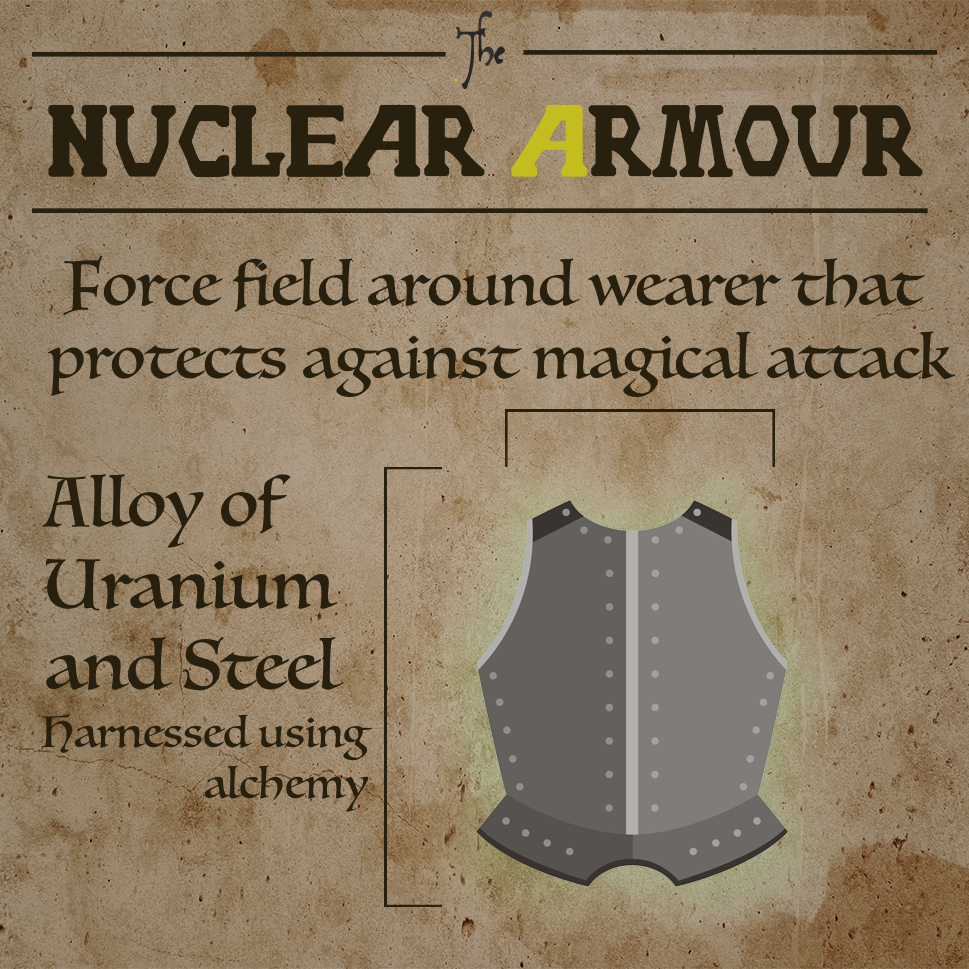 The
NUCLEAR ARMOUR
Force field around wearer that
protects against magical attack
Alloy of
Uranium
and Steel
Harnessed using
alchemy